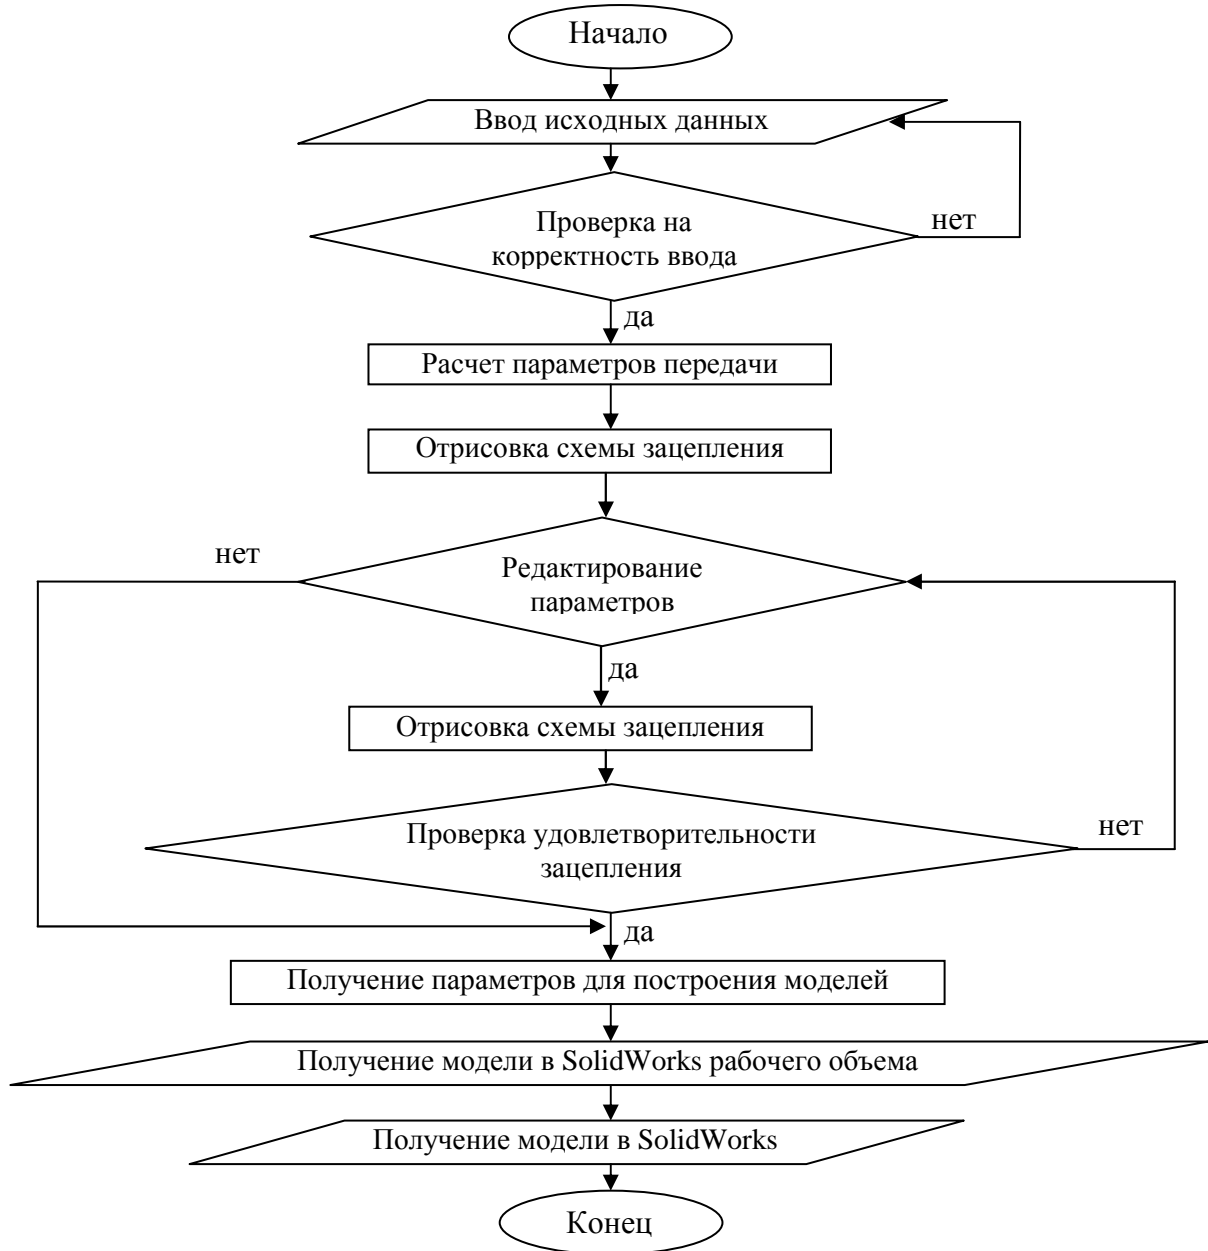 Начало
Ввод исходных данных
Проверка на
корректность ввода
нет
да
Расчет параметров передачи
Отрисовка схемы зацепления
нет
Редактирование
параметров
да
Отрисовка схемы зацепления
Проверка удовлетворительности
зацепления
нет
да
Получение параметров для построения моделей
Получение модели в SolidWorks рабочего объема
Получение модели в SolidWorks
Конец